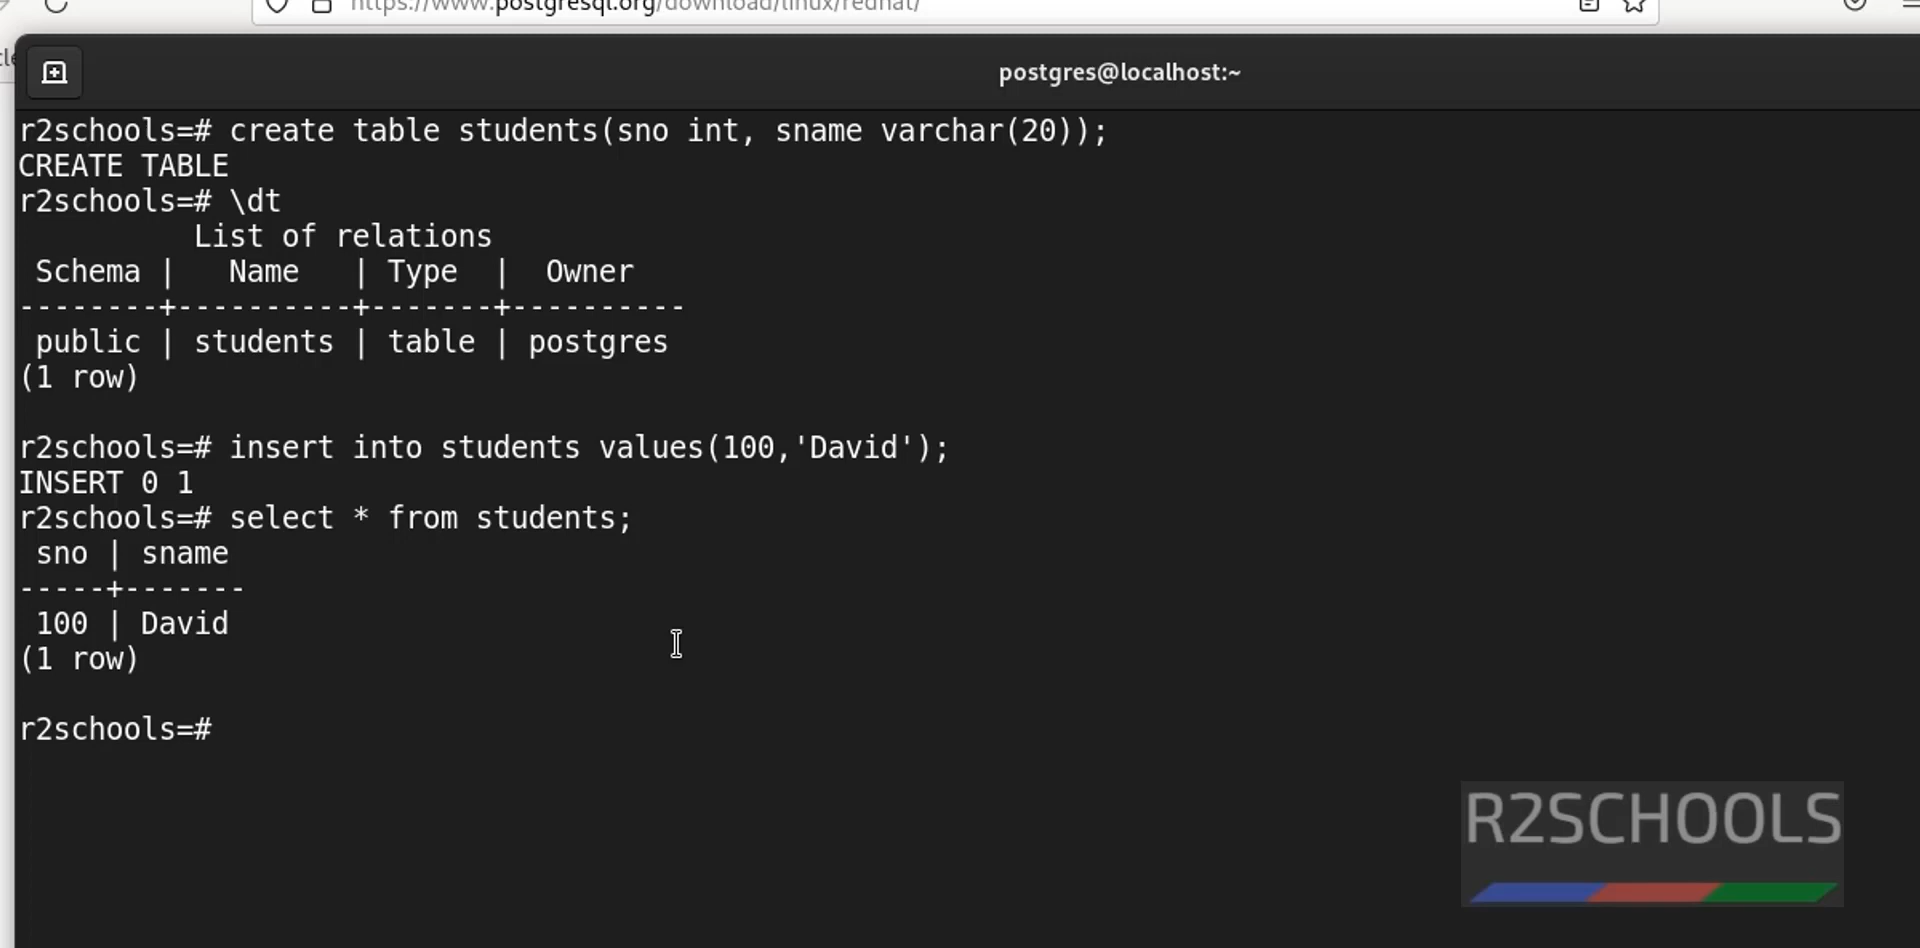 https://www.postgresql.org/download/linux/redhat/
postgres@localhost:~
r2schools=# create table students(sno int, sname varchar(20));
CREATE TABLE
r2schools=# \dt
         List of relations
 Schema |   Name   | Type  |  Owner
--------+----------+-------+----------
 public | students | table | postgres
(1 row)
r2schools=# insert into students values(100,'David');
INSERT 0 1
r2schools=# select * from students;
 sno | sname
-----+-------
 100 | David
(1 row)
r2schools=#
R2SCHOOLS